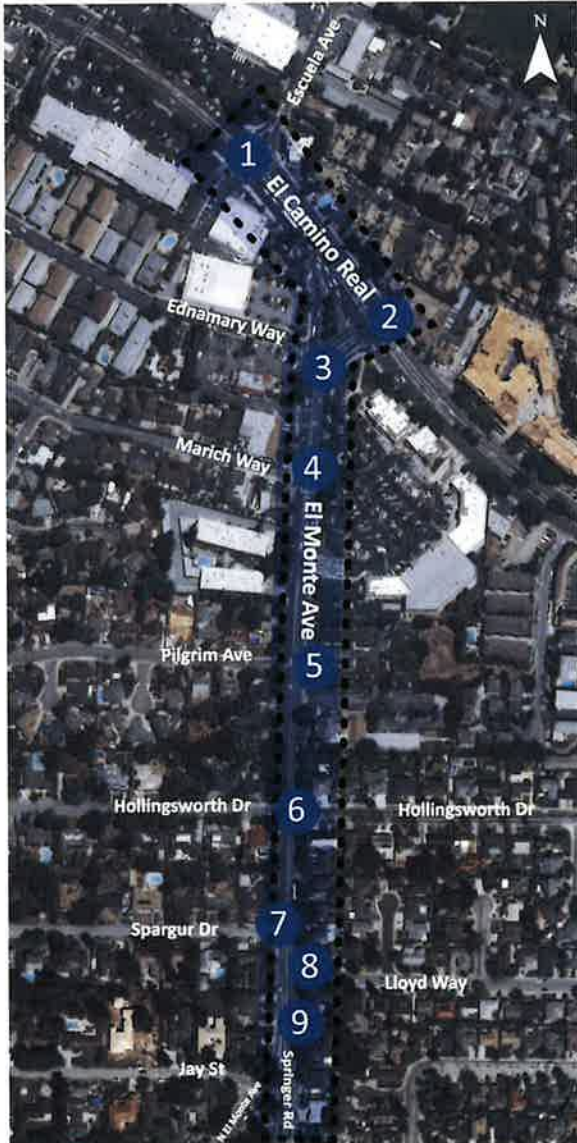 N
Escuela Ave
1
El Camino Real
2
Ednamary Way
3
Marich Way
4
El Monte Ave
Pilgrim Ave
5
Hollingsworth Dr
6
Hollingsworth Dr
Spargur Dr
7
8
Lloyd Way
9
Jay St
Springer Rd
N El Monte Ave